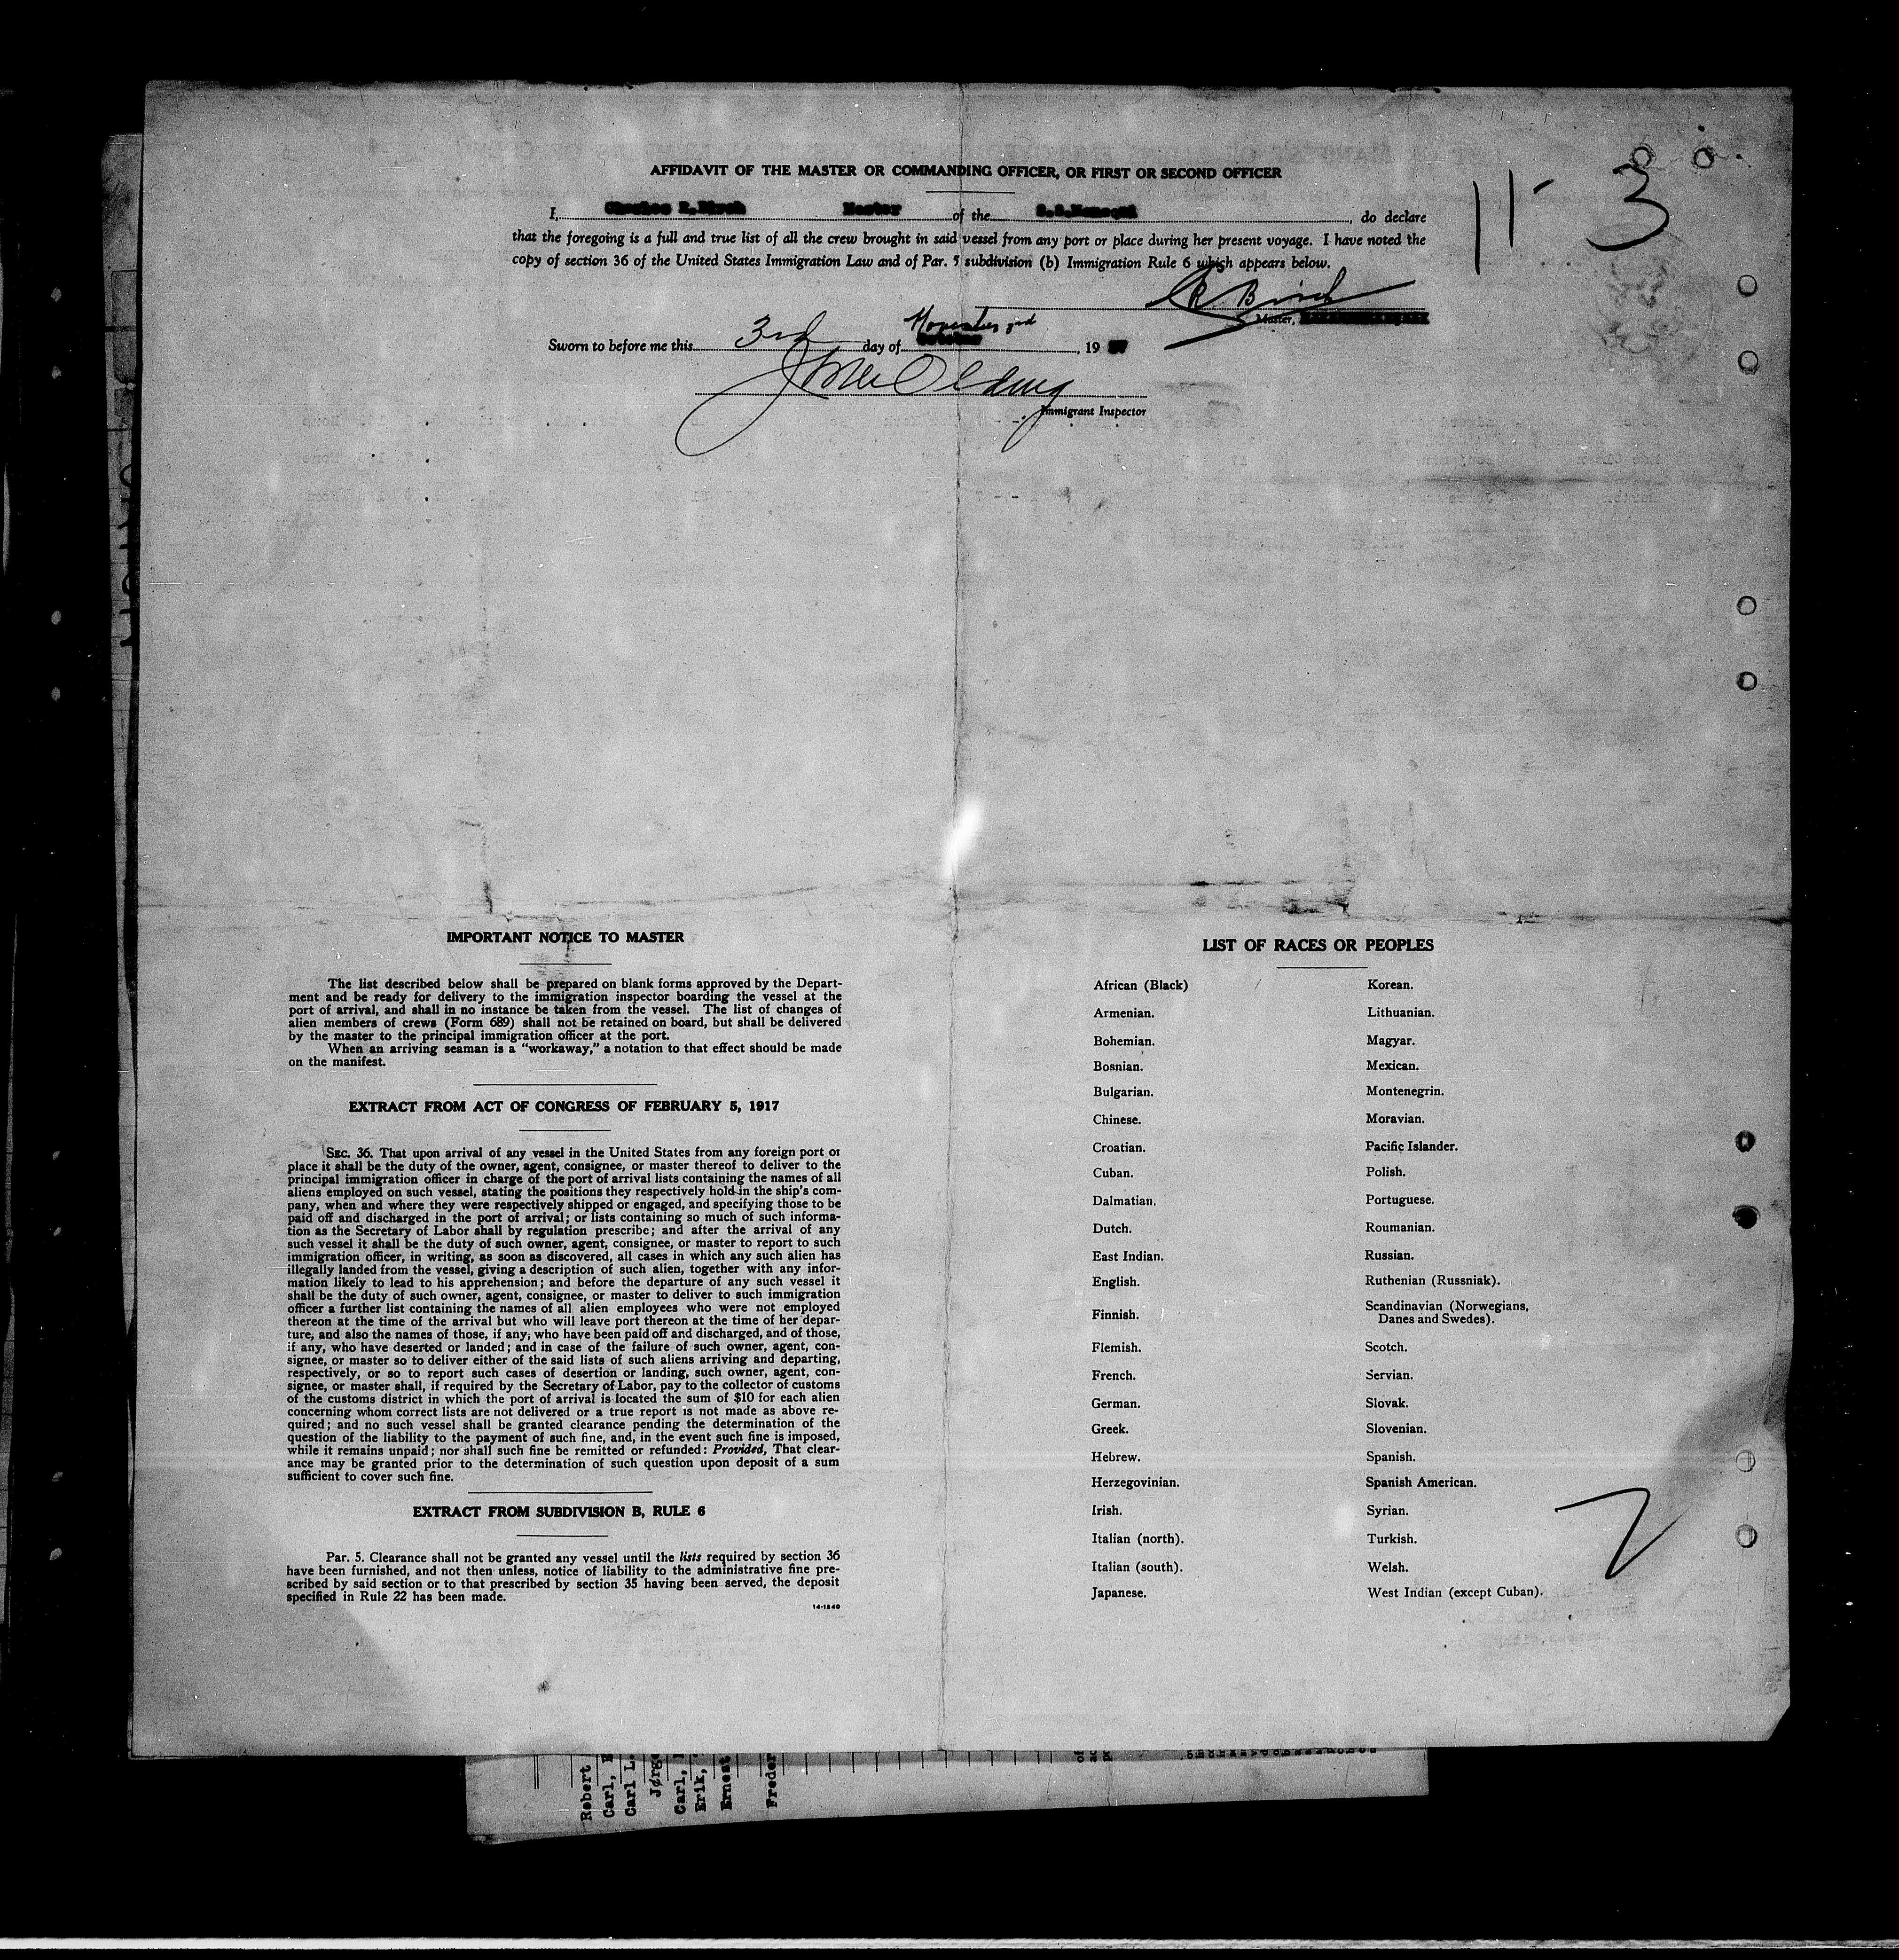 AFFIDAVIT OF THE MASTER OR COMMANDING OFFICER, OR FIRST OR SECOND OFFICER
11-3
I, Charles R. Birch Master of the S.S. , do declare
that the foregoing is a full and true list of all the crew brought in said vessel from any port or place during her present voyage. I have noted the
copy of section 36 of the United States Immigration Law and of Par. 5 subdivision (b) Immigration Rule 6 which appears below.
CR Birch
Master,
November 3rd
Sworn to before me this 3rd day of October, 19 37
Immigrant Inspector
IMPORTANT NOTICE TO MASTER
The list described below shall be prepared on blank forms approved by the Depart-
ment and be ready for delivery to the immigration inspector boarding the vessel at the
port of arrival, and shall in no instance be taken from the vessel. The list of changes of
alien members of crews (Form 689) shall not be retained on board, but shall be delivered
by the master to the principal immigration officer at the port.
When an arriving seaman is a "workaway," a notation to that effect should be made
on the manifest.
EXTRACT FROM ACT OF CONGRESS OF FEBRUARY 5, 1917
SEC. 36. That upon arrival of any vessel in the United States from any foreign port or
place it shall be the duty of the owner, agent, consignee, or master thereof to deliver to the
principal immigration officer in charge of the port of arrival lists containing the names of all
aliens employed on such vessel, stating the positions they respectively hold in the ship's com-
pany, when and where they were respectively shipped or engaged, and specifying those to be
paid off and discharged in the port of arrival; or lists containing so much of such informa-
tion as the Secretary of Labor shall by regulation prescribe; and after the arrival of any
such vessel it shall be the duty of such owner, agent, consignee, or master to report to such
immigration officer, in writing, as soon as discovered, all cases in which any such alien has
illegally landed from the vessel, giving a description of such alien, together with any infor-
mation likely to lead to his apprehension; and before the departure of any such vessel it
shall be the duty of such owner, agent, consignee, or master to deliver to such immigration
officer a further list containing the names of all alien employees who were not employed
thereon at the time of the arrival but who will leave port thereon at the time of her depar-
ture, and also the names of those, if any, who have been paid off and discharged, and of those,
if any, who have deserted or landed; and in case of the failure of such owner, agent, con-
signee, or master so to deliver either of the said lists of such aliens arriving and departing,
respectively, or so to report such cases of desertion or landing, such owner, agent, con-
signee, or master shall, if required by the Secretary of Labor, pay to the collector of customs
of the customs district in which the port of arrival is located the sum of $10 for each alien
concerning whom correct lists are not delivered or a true report is not made as above re-
quired; and no such vessel shall be granted clearance pending the determination of the
question of the liability to the payment of such fine, and, in the event such fine is imposed,
while it remains unpaid; nor shall such fine be remitted or refunded: Provided, That clear-
ance may be granted prior to the determination of such question upon deposit of a sum
sufficient to cover such fine.
EXTRACT FROM SUBDIVISION B, RULE 6
Par. 5. Clearance shall not be granted any vessel until the lists required by section 36
have been furnished, and not then unless, notice of liability to the administrative fine pre-
scribed by said section or to that prescribed by section 35 having been served, the deposit
specified in Rule 22 has been made.
14-1240
LIST OF RACES OR PEOPLES
African (Black)
Armenian.
Bohemian.
Bosnian.
Bulgarian.
Chinese.
Croatian.
Cuban.
Dalmatian.
Dutch.
East Indian.
English.
Finnish.
Flemish.
French.
German.
Greek.
Hebrew.
Herzegovinian.
Irish.
Italian (north).
Italian (south).
Japanese.
Korean.
Lithuanian.
Magyar.
Mexican.
Montenegrin.
Moravian.
Pacific Islander.
Polish.
Portuguese.
Roumanian.
Russian.
Ruthenian (Russniak).
Scandinavian (Norwegians,
Danes and Swedes).
Scotch.
Servian.
Slovak.
Slovenian.
Spanish.
Spanish American.
Syrian.
Turkish.
Welsh.
West Indian (except Cuban).
Robert
Carl,
Carl L.
Jørge
Carl,
Erik,
Ernest
Freder